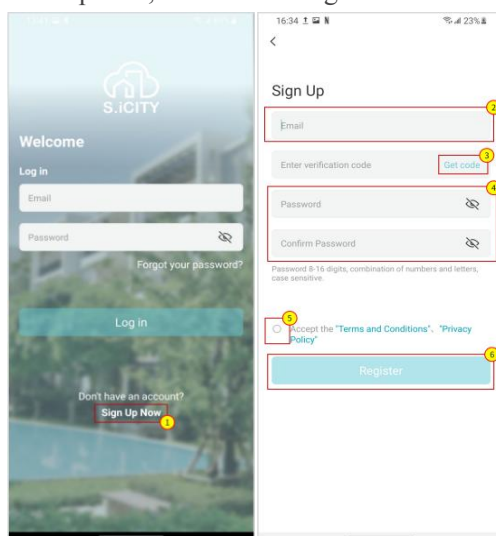 S.iCITY
Welcome
Log in
Email
Password
Forgot your password?
Log in
Don't have an account?
Sign Up Now
1
16:34
23%
Sign Up
2
Email
3
Enter verification code Get code
4
Password
Confirm Password
Password 8-16 digits, combination of numbers and letters,
case sensitive.
5
Accept the "Terms and Conditions"、"Privacy
Policy"
6
Register